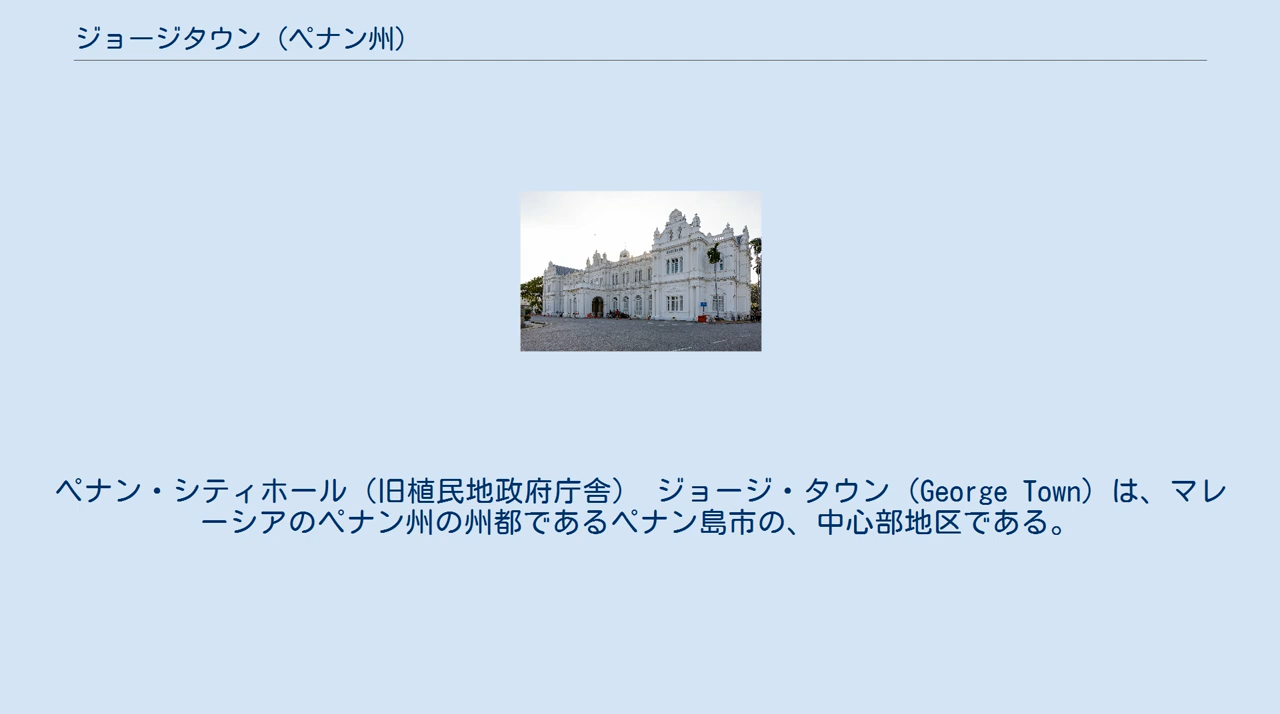 ジョージタウン（ペナン州）
ペナン・シティホール（旧植民地政府庁舎）　ジョージ・タウン（George Town）は、マレ
ーシアのペナン州の州都であるペナン島市の、中心部地区である。